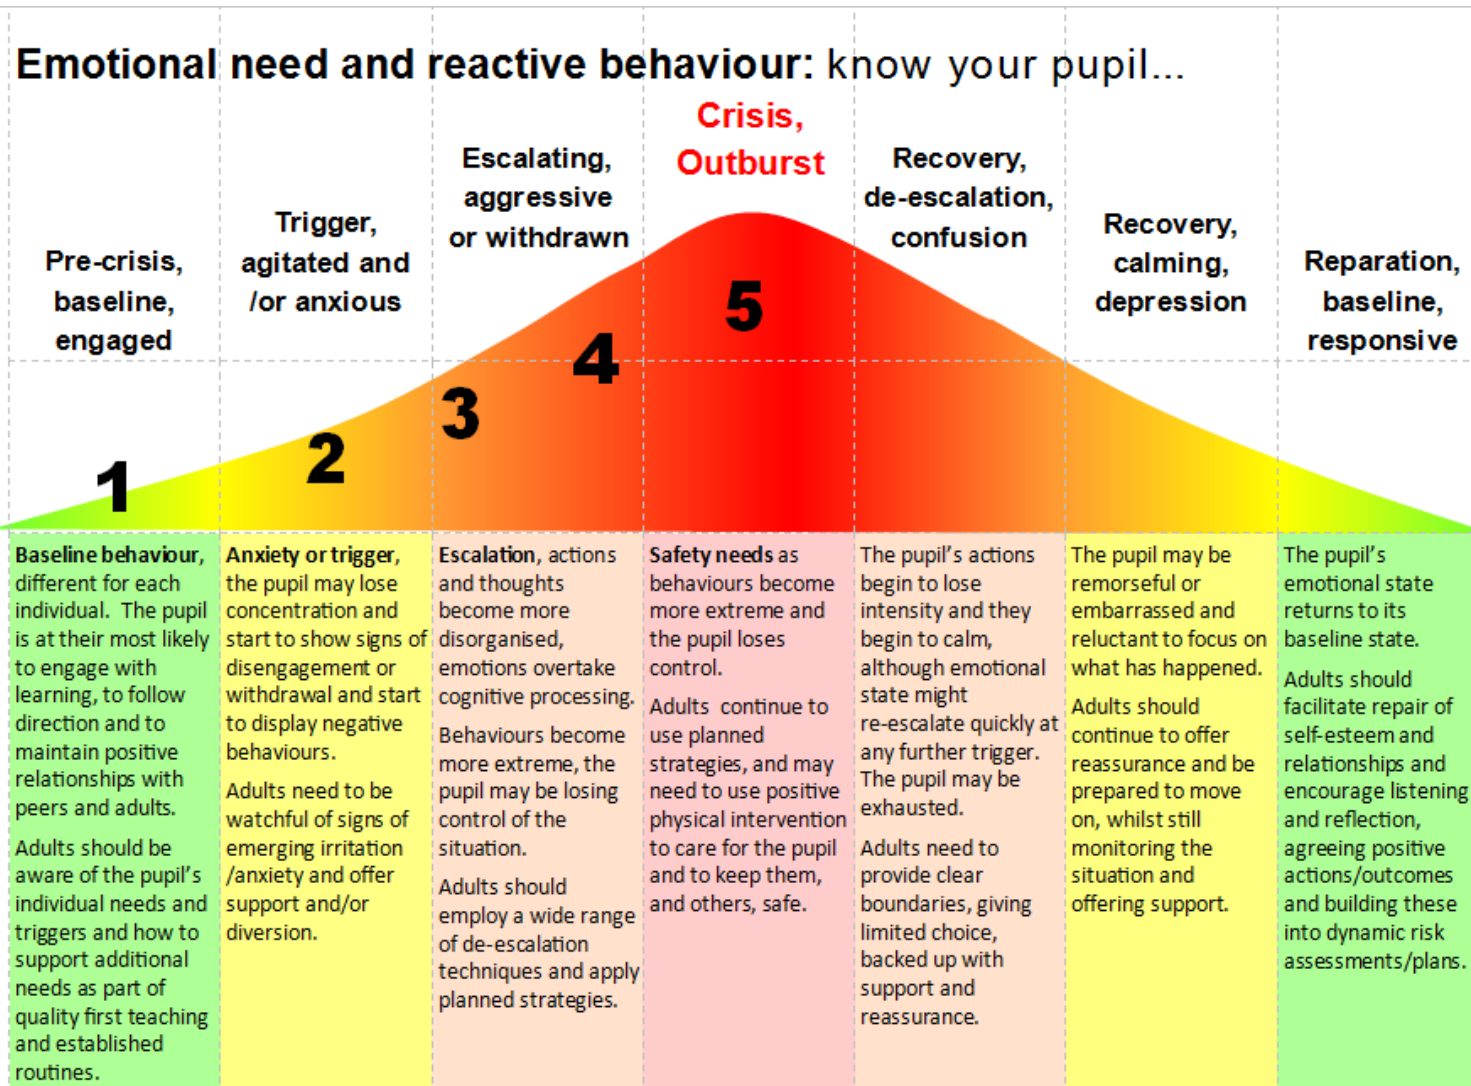 Emotional need and reactive behaviour: know your pupil...
Pre-crisis,
baseline,
engaged
Trigger,
agitated and
/or anxious
Escalating,
aggressive
or withdrawn
Crisis,
Outburst
Recovery,
de-escalation,
confusion
Recovery,
calming,
depression
Reparation,
baseline,
responsive
1
2
3
4
5
Baseline behaviour,
different for each
individual. The pupil
is at their most likely
to engage with
learning, to follow
direction and to
maintain positive
relationships with
peers and adults.
Adults should be
aware of the pupil's
individual needs and
triggers and how to
support additional
needs as part of
quality first teaching
and established
routines.
Anxiety or trigger,
the pupil may lose
concentration and
start to show signs of
disengagement or
withdrawal and start
to display negative
behaviours.
Adults need to be
watchful of signs of
emerging irritation
/anxiety and offer
support and/or
diversion.
Escalation, actions
and thoughts
become more
disorganised,
emotions overtake
cognitive processing.
Behaviours become
more extreme, the
pupil may be losing
control of the
situation.
Adults should
employ a wide range
of de-escalation
techniques and apply
planned strategies.
Safety needs as
behaviours become
more extreme and
the pupil loses
control.
Adults continue to
use planned
strategies, and may
need to use positive
physical intervention
to care for the pupil
and to keep them,
and others, safe.
The pupil's actions
begin to lose
intensity and they
begin to calm,
although emotional
state might
re-escalate quickly at
any further trigger.
The pupil may be
exhausted.
Adults need to
provide clear
boundaries, giving
limited choice,
backed up with
support and
reassurance.
The pupil may be
remorseful or
embarrassed and
reluctant to focus on
what has happened.
Adults should
continue to offer
reassurance and be
prepared to move
on, whilst still
monitoring the
situation and
offering support.
The pupil's
emotional state
returns to its
baseline state.
Adults should
facilitate repair of
self-esteem and
relationships and
encourage listening
and reflection,
agreeing positive
actions/outcomes
and building these
into dynamic risk
assessments/plans.